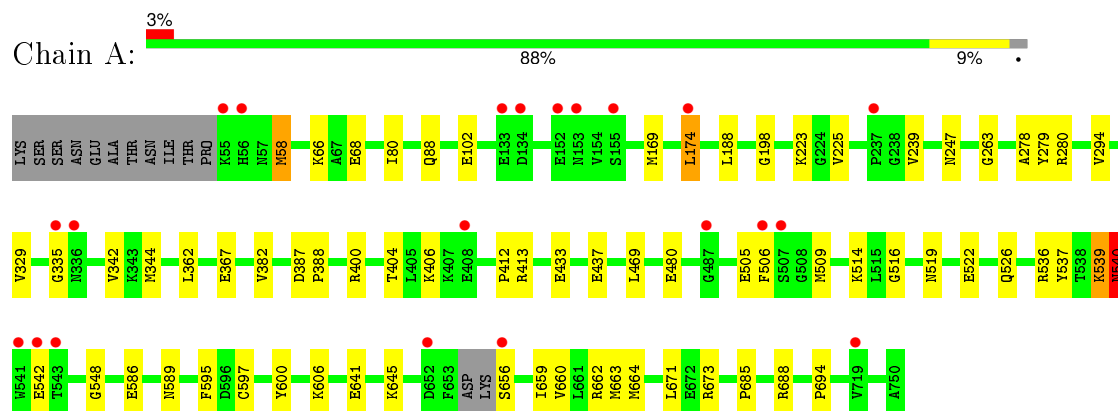 3%
Chain A:
88%
9%
LYS SER SER ASN GLU ALA THR ASN ILE THR PRO K55 H56 N57 M58 K66 A67 E68 I80 Q88 E102 E133 D134 E152 N153 V154 S155 M169 L174 L188 G198 K223 G224 V225 P237 G238 V239 N247 G263 A278 Y279 R280 V294
V329 G335 N336 V342 K343 M344 L362 E367 V382 D387 P388 R400 T404 L405 K406 K407 E408 P412 R413 E433 E437 L469 E480 G487 E505 F506 S507 G508 M509 K514 L515 G516 N519 E522 Q526 R536 Y537 T538 K539 N540
W541 E542 T543 G548 E586 N589 F595 D596 C597 Y600 K606 E641 K645 D652 F653 ASP LYS S656 I659 V660 L661 R662 M663 M664 L671 E672 R673 P685 R688 P694 V719 A750